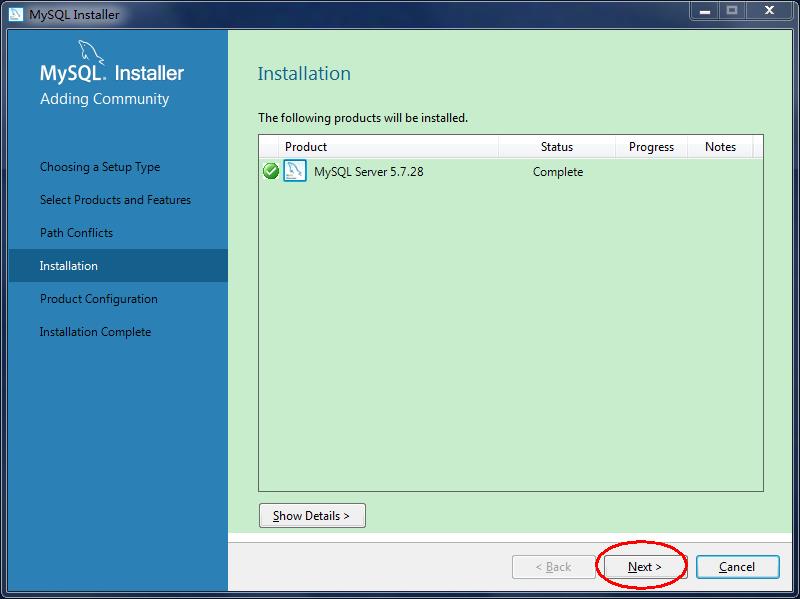 MySQL Installer
MySQL. Installer
Adding Community
Choosing a Setup Type
Select Products and Features
Path Conflicts
Installation
Product Configuration
Installation Complete
Installation
The following products will be installed.
Product Status Progress Notes
MySQL Server 5.7.28 Complete
Show Details >
< Back Next > Cancel